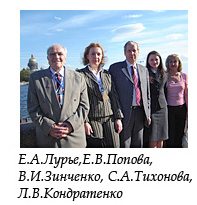 Е.А.Лурье,Е.В.Попова,
В.И.Зинченко, С.А.Тихонова,
Л.В.Кондратенко